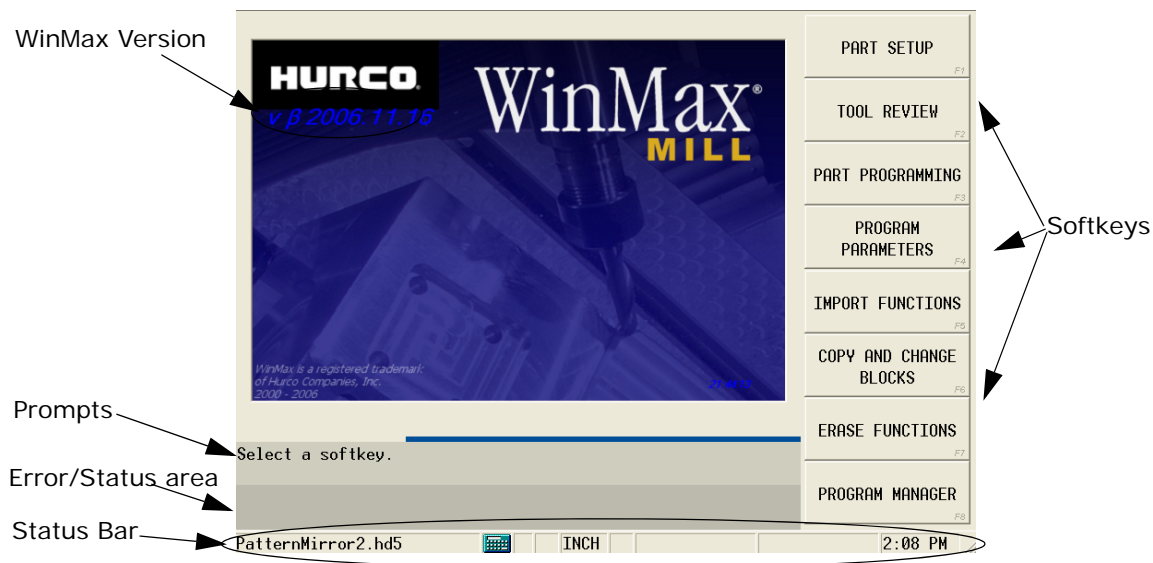 WinMax Version
HURCO
v β 2006.11.16
WinMax®
MILL
WinMax is a registered trademark
of Hurco Companies, Inc.
2000 - 2006
PART SETUP
F1
TOOL REVIEW
F2
PART PROGRAMMING
F3
PROGRAM
PARAMETERS
F4
IMPORT FUNCTIONS
F5
COPY AND CHANGE
BLOCKS
F6
ERASE FUNCTIONS
F7
PROGRAM MANAGER
F8
Softkeys
Prompts
Select a softkey.
Error/Status area
Status Bar
PatternMirror2.hd5 INCH 2:08 PM